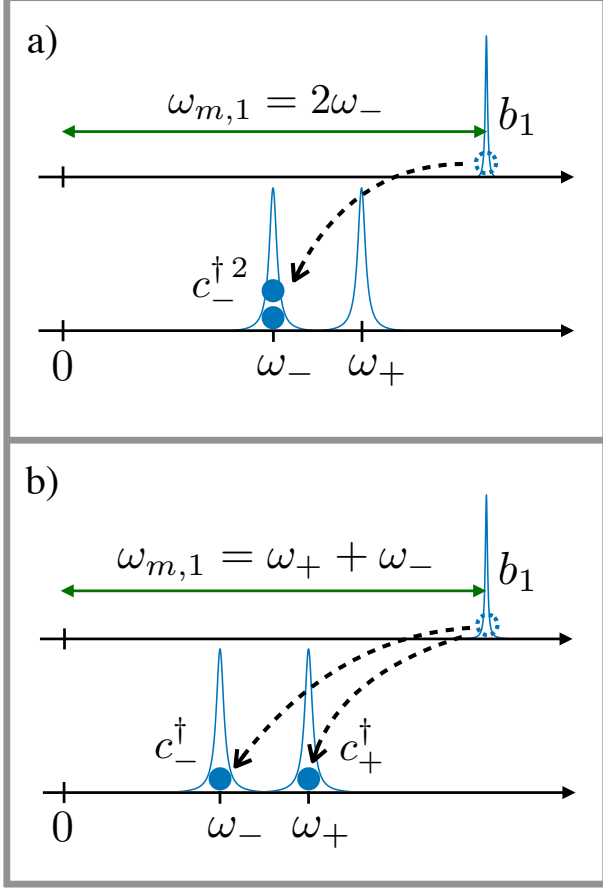 a)
ω_{m,1} = 2ω_-
b_1
c_-^{† 2}
0 ω_- ω_+
b)
ω_{m,1} = ω_+ + ω_-
b_1
c_-^† c_+^†
0 ω_- ω_+